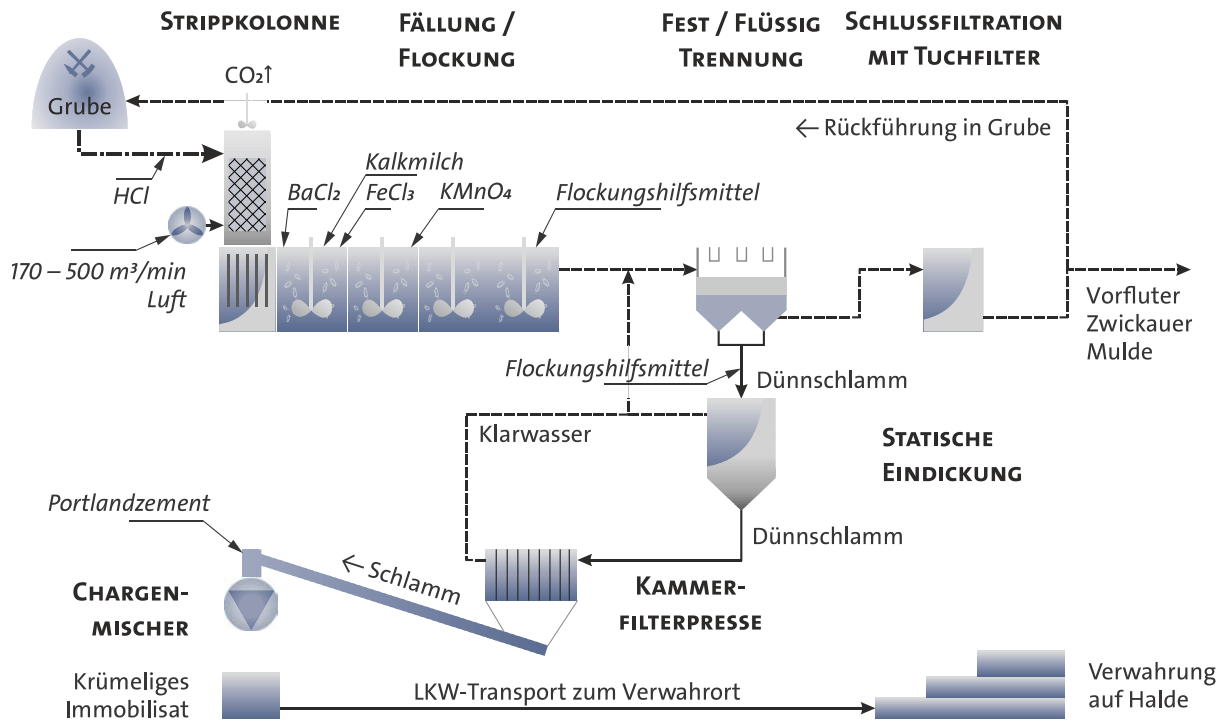 STRIPPKOLONNE
FÄLLUNG /
FLOCKUNG
FEST / FLÜSSIG
TRENNUNG
SCHLUSSFILTRATION
MIT TUCHFILTER
CO₂↑
Grube
← Rückführung in Grube
HCl
Kalkmilch
BaCl₂
FeCl₃
KMnO₄
Flockungshilfsmittel
170 – 500 m³/min
Luft
Vorfluter
Zwickauer
Mulde
Flockungshilfsmittel
Dünnschlamm
Klarwasser
STATISCHE
EINDICKUNG
Portlandzement
Dünnschlamm
← Schlamm
CHARGEN-
MISCHER
KAMMER-
FILTERPRESSE
Krümeliges
Immobilisat
LKW-Transport zum Verwahrort
Verwahrung
auf Halde